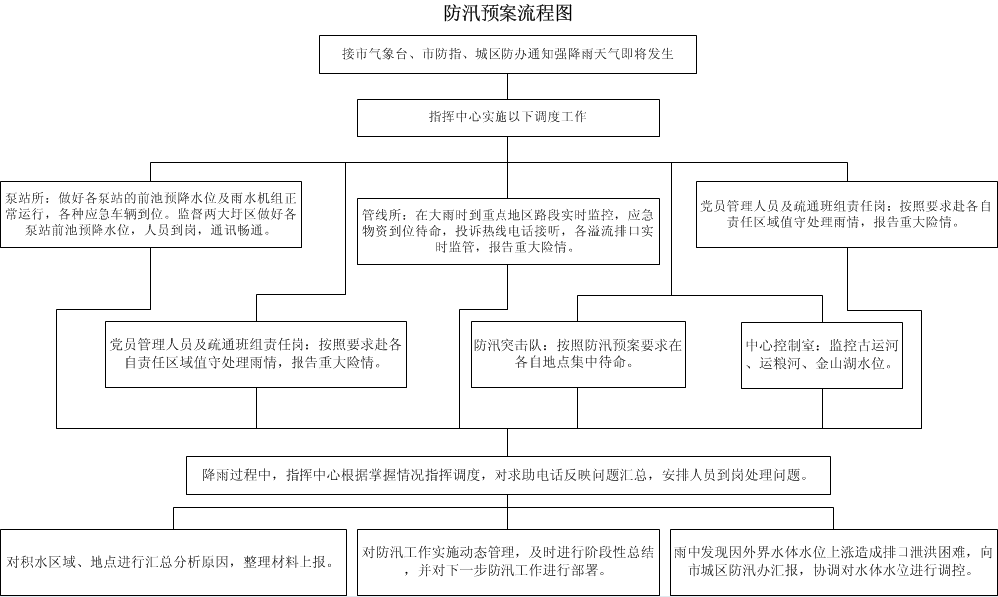 防汛预案流程图
接市气象台、市防指、城区防办通知强降雨天气即将发生
指挥中心实施以下调度工作
泵站所：做好各泵站的前池预降水位及雨水机组正
常运行，各种应急车辆到位。监督两大圩区做好各
泵站前池预降水位，人员到岗，通讯畅通。
管线所：在大雨时到重点地区路段实时监控，应急
物资到位待命，投诉热线电话接听，各溢流排口实
时监管，报告重大险情。
党员管理人员及疏通班组责任岗：按照要求赴各自
责任区域值守处理雨情，报告重大险情。
党员管理人员及疏通班组责任岗：按照要求赴各
自责任区域值守处理雨情，报告重大险情。
防汛突击队：按照防汛预案要求在
各自地点集中待命。
中心控制室：监控古运河
、运粮河、金山湖水位。
降雨过程中，指挥中心根据掌握情况指挥调度，对求助电话反映问题汇总，安排人员到岗处理问题。
对积水区域、地点进行汇总分析原因，整理材料上报。
对防汛工作实施动态管理，及时进行阶段性总结
，并对下一步防汛工作进行部署。
雨中发现因外界水体水位上涨造成排口泄洪困难，向
市城区防汛办汇报，协调对水体水位进行调控。